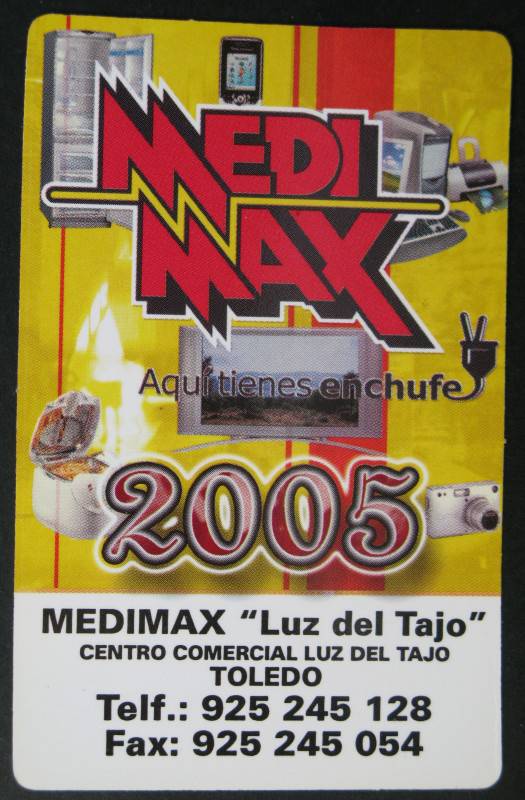 MEDI
MAX
Aquí tienes enchufe
2005
MEDIMAX “Luz del Tajo”
CENTRO COMERCIAL LUZ DEL TAJO
TOLEDO
Telf.: 925 245 128
Fax: 925 245 054